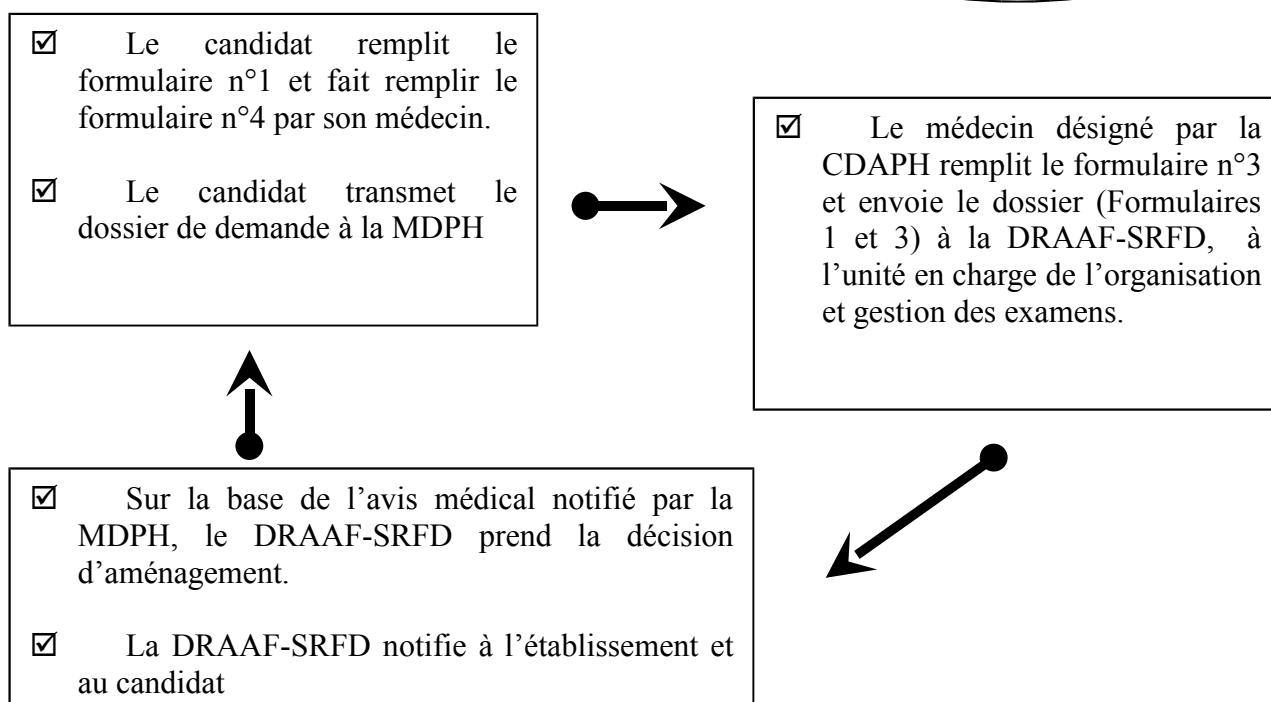 ☑ Le candidat remplit le
formulaire n°1 et fait remplir le
formulaire n°4 par son médecin.
☑ Le candidat transmet le
dossier de demande à la MDPH
☑ Le médecin désigné par la
CDAPH remplit le formulaire n°3
et envoie le dossier (Formulaires
1 et 3) à la DRAAF-SRFD, à
l’unité en charge de l’organisation
et gestion des examens.
☑ Sur la base de l’avis médical notifié par la
MDPH, le DRAAF-SRFD prend la décision
d’aménagement.
☑ La DRAAF-SRFD notifie à l’établissement et
au candidat